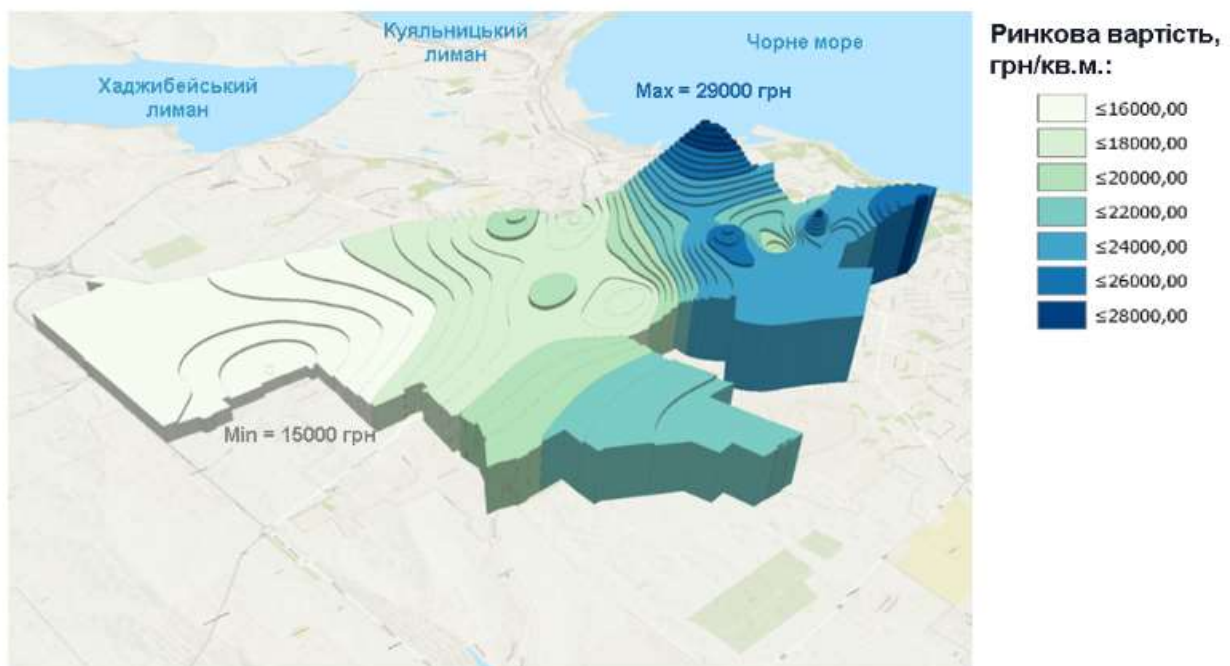 Куяльницький
лиман
Чорне море
Хаджибейський
лиман
Max = 29000 грн
Min = 15000 грн
Ринкова вартість,
грн/кв.м.:
≤16000,00
≤18000,00
≤20000,00
≤22000,00
≤24000,00
≤26000,00
≤28000,00